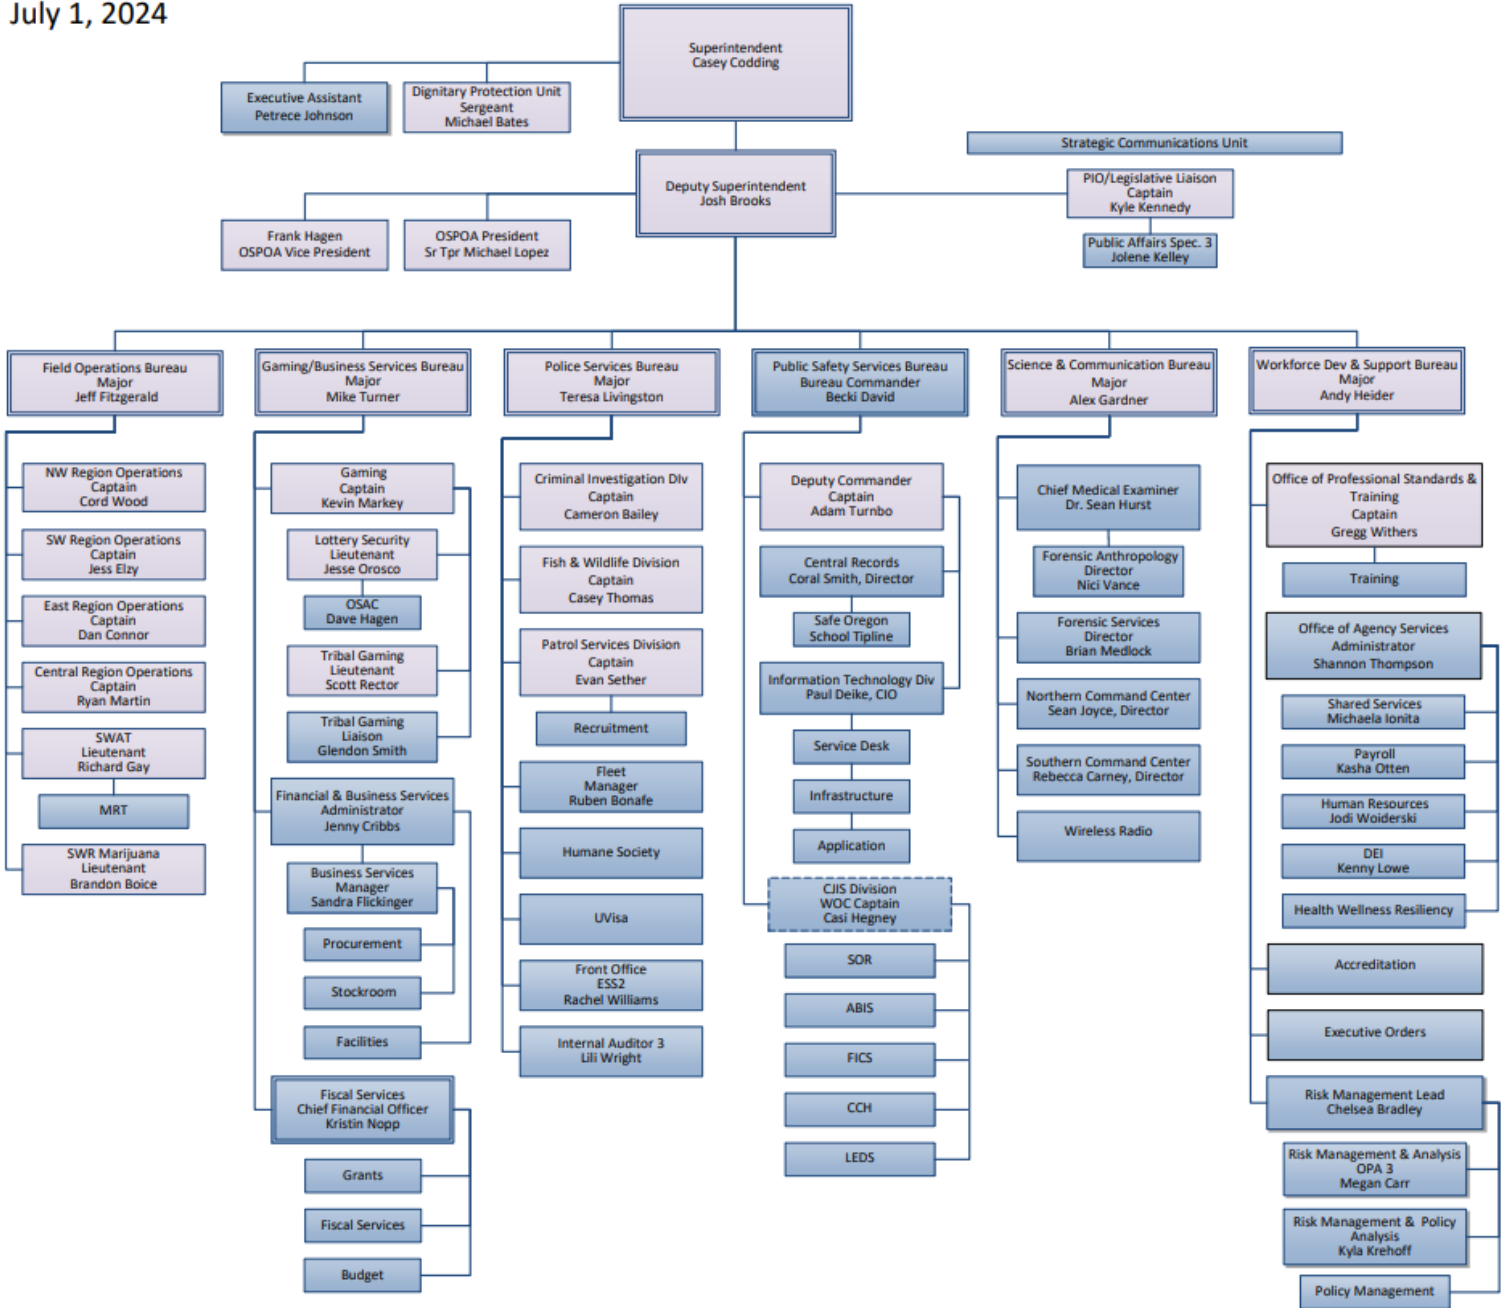 July 1, 2024
Superintendent
Casey Codding
Executive Assistant
Petrece Johnson
Dignitary Protection Unit
Sergeant
Michael Bates
Strategic Communications Unit
Deputy Superintendent
Josh Brooks
PIO/Legislative Liaison
Captain
Kyle Kennedy
Public Affairs Spec. 3
Jolene Kelley
Frank Hagen
OSPOA Vice President
OSPOA President
Sr Tpr Michael Lopez
Field Operations Bureau
Major
Jeff Fitzgerald
NW Region Operations
Captain
Cord Wood
SW Region Operations
Captain
Jess Elzy
East Region Operations
Captain
Dan Connor
Central Region Operations
Captain
Ryan Martin
SWAT
Lieutenant
Richard Gay
MRT
SWR Marijuana
Lieutenant
Brandon Boice
Gaming/Business Services Bureau
Major
Mike Turner
Gaming
Captain
Kevin Markey
Lottery Security
Lieutenant
Jesse Orosco
OSAC
Dave Hagen
Tribal Gaming
Lieutenant
Scott Rector
Tribal Gaming
Liaison
Glendon Smith
Financial & Business Services
Administrator
Jenny Cribbs
Business Services
Manager
Sandra Flickinger
Procurement
Stockroom
Facilities
Fiscal Services
Chief Financial Officer
Kristin Nopp
Grants
Fiscal Services
Budget
Police Services Bureau
Major
Teresa Livingston
Criminal Investigation DIv
Captain
Cameron Bailey
Fish & Wildlife Division
Captain
Casey Thomas
Patrol Services Division
Captain
Evan Sether
Recruitment
Fleet
Manager
Ruben Bonafe
Humane Society
UVisa
Front Office
ESS2
Rachel Williams
Internal Auditor 3
Lili Wright
Public Safety Services Bureau
Bureau Commander
Becki David
Deputy Commander
Captain
Adam Turnbo
Central Records
Coral Smith, Director
Safe Oregon
School Tipline
Information Technology Div
Paul Deike, CIO
Service Desk
Infrastructure
Application
CJIS Division
WOC Captain
Casi Hegney
SOR
ABIS
FICS
CCH
LEDS
Science & Communication Bureau
Major
Alex Gardner
Chief Medical Examiner
Dr. Sean Hurst
Forensic Anthropology
Director
Nici Vance
Forensic Services
Director
Brian Medlock
Northern Command Center
Sean Joyce, Director
Southern Command Center
Rebecca Carney, Director
Wireless Radio
Workforce Dev & Support Bureau
Major
Andy Heider
Office of Professional Standards &
Training
Captain
Gregg Withers
Training
Office of Agency Services
Administrator
Shannon Thompson
Shared Services
Michaela Ionita
Payroll
Kasha Otten
Human Resources
Jodi Woiderski
DEI
Kenny Lowe
Health Wellness Resiliency
Accreditation
Executive Orders
Risk Management Lead
Chelsea Bradley
Risk Management & Analysis
OPA 3
Megan Carr
Risk Management & Policy
Analysis
Kyla Krehoff
Policy Management